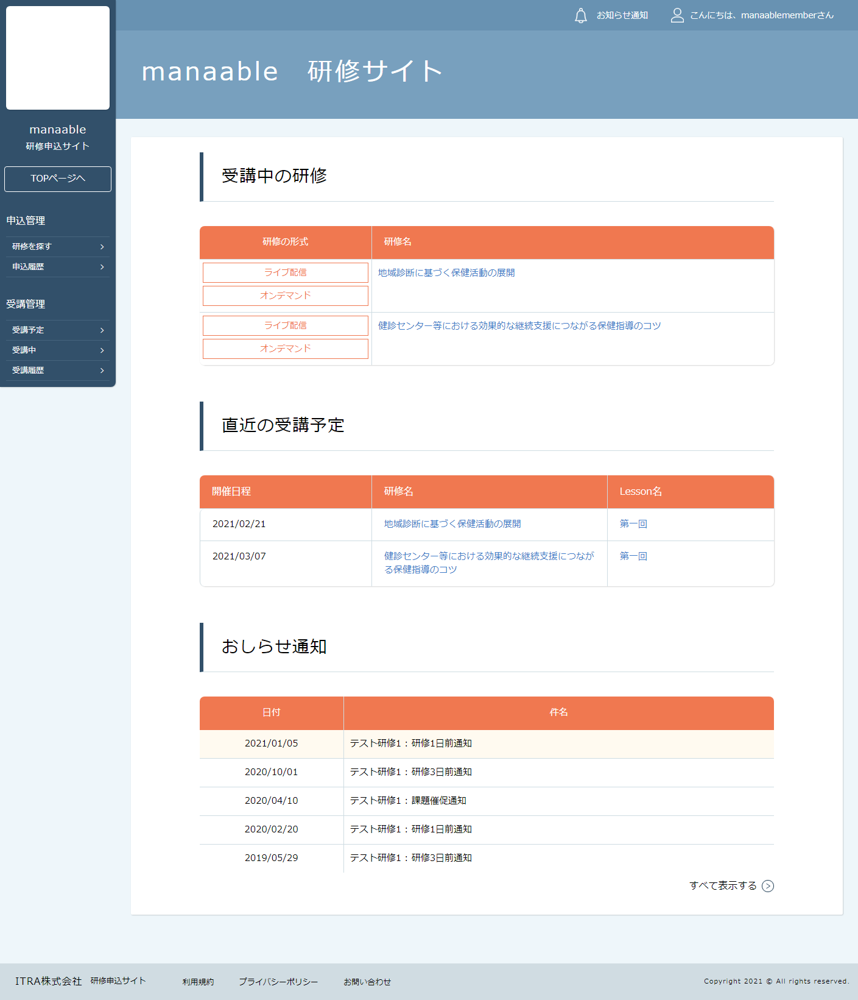 お知らせ通知
こんにちは、manaablememberさん
manaable 研修サイト
manaable
研修申込サイト
TOPページへ
申込管理
研修を探す
申込履歴
受講管理
受講予定
受講中
受講履歴
受講中の研修
研修の形式 研修名
ライブ配信 地域診断に基づく保健活動の展開
オンデマンド
ライブ配信 健診センター等における効果的な継続支援につながる保健指導のコツ
オンデマンド
直近の受講予定
開催日程 研修名 Lesson名
2021/02/21 地域診断に基づく保健活動の展開 第一回
2021/03/07 健診センター等における効果的な継続支援につなが 第一回
る保健指導のコツ
おしらせ通知
日付 件名
2021/01/05 テスト研修1：研修1日前通知
2020/10/01 テスト研修1：研修3日前通知
2020/04/10 テスト研修1：課題催促通知
2020/02/20 テスト研修1：研修1日前通知
2019/05/29 テスト研修1：研修3日前通知
すべて表示する
ITRA株式会社 研修申込サイト 利用規約 プライバシーポリシー お問い合わせ Copyright 2021 © All rights reserved.